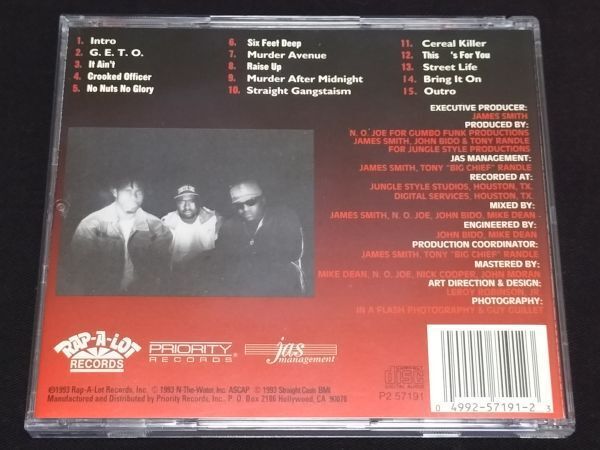 1. Intro
2. G. E. T. O.
3. It Ain't
4. Crooked Officer
5. No Nuts No Glory
6. Six Feet Deep
7. Murder Avenue
8. Raise Up
9. Murder After Midnight
10. Straight Gangstaism
11. Cereal Killer
12. This 's For You
13. Street Life
14. Bring It On
15. Outro
EXECUTIVE PRODUCER:
JAMES SMITH
PRODUCED BY:
N. O. JOE FOR GUMBO FUNK PRODUCTIONS
JAMES SMITH, JOHN BIDO & TONY RANDLE
FOR JUNGLE STYLE PRODUCTIONS
JAS MANAGEMENT:
JAMES SMITH, TONY "BIG CHIEF" RANDLE
RECORDED AT:
JUNGLE STYLE STUDIOS, HOUSTON, TX.
DIGITAL SERVICES, HOUSTON, TX.
MIXED BY:
JAMES SMITH, N. O. JOE, JOHN BIDO, MIKE DEAN
ENGINEERED BY:
JOHN BIDO, MIKE DEAN
PRODUCTION COORDINATOR:
JAMES SMITH, TONY "BIG CHIEF" RANDLE
MASTERED BY:
MIKE DEAN, N. O. JOE, NICK COOPER, JOHN MORAN
ART DIRECTION & DESIGN:
LEROY ROBINSON, JR.
PHOTOGRAPHY:
IN A FLASH PHOTOGRAPHY & GUY GUILLET
RAP-A-LOT
RECORDS
PRIORITY
RECORDS
jas
management
COMPACT
disc
DIGITAL AUDIO
P2 57191
0 4992-57191-2 3
©1993 Rap-A-Lot Records, Inc. © 1993 N-The-Water, Inc. ASCAP © 1993 Straight Cash BMI
Manufactured and Distributed by Priority Records, Inc., P. O. Box 2186 Hollywood, CA 90078